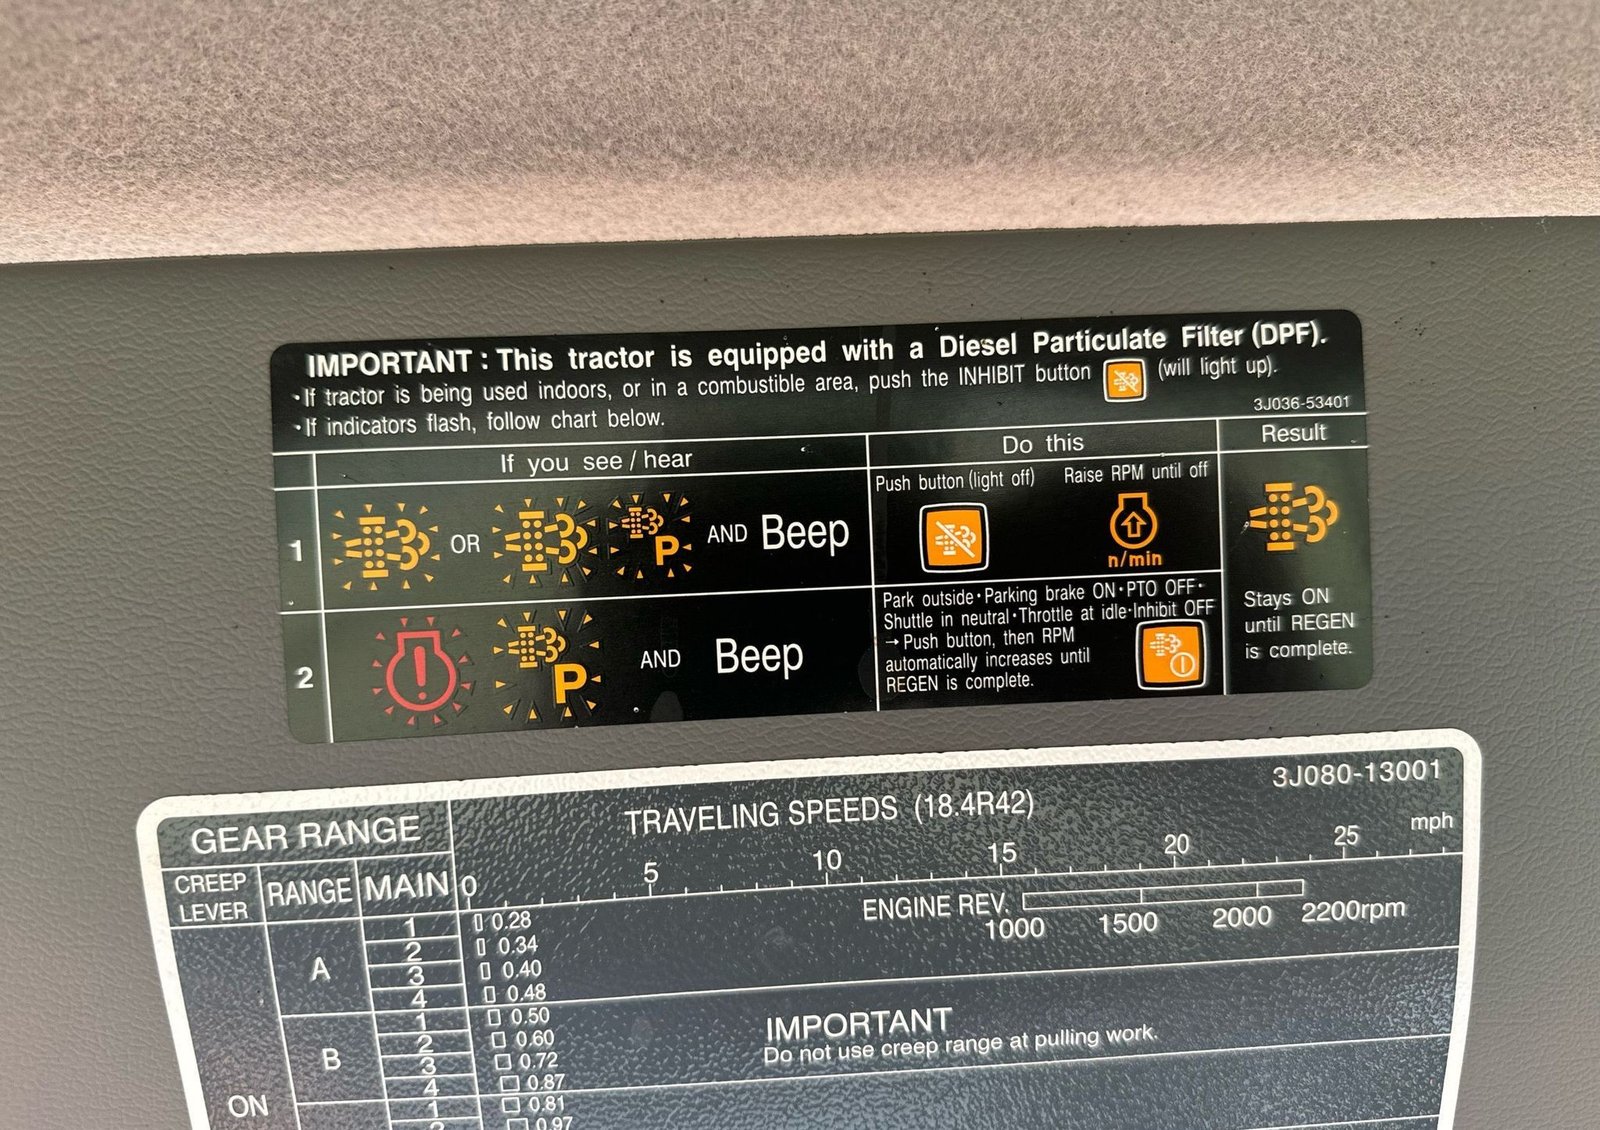 IMPORTANT : This tractor is equipped with a Diesel Particulate Filter (DPF).
•If tractor is being used indoors, or in a combustible area, push the INHIBIT button (will light up).
•If indicators flash, follow chart below.
3J036-53401
If you see / hear
Do this
Result
1
OR
P
AND Beep
Push button (light off)
Raise RPM until off
n/min
2
P
AND Beep
Park outside•Parking brake ON•PTO OFF•
Shuttle in neutral•Throttle at idle•Inhibit OFF
→Push button, then RPM
automatically increases until
REGEN is complete.
Stays ON
until REGEN
is complete.
3J080-13001
GEAR RANGE
TRAVELING SPEEDS (18.4R42)
CREEP
LEVER
RANGE
MAIN
0 5 10 15 20 25 mph
ENGINE REV.
1000 1500 2000 2200rpm
ON
A
1 0.28
2 0.34
3 0.40
4 0.48
B
1 0.50
2 0.60
3 0.72
4 0.87
1 0.81
2 0.97
IMPORTANT
Do not use creep range at pulling work.